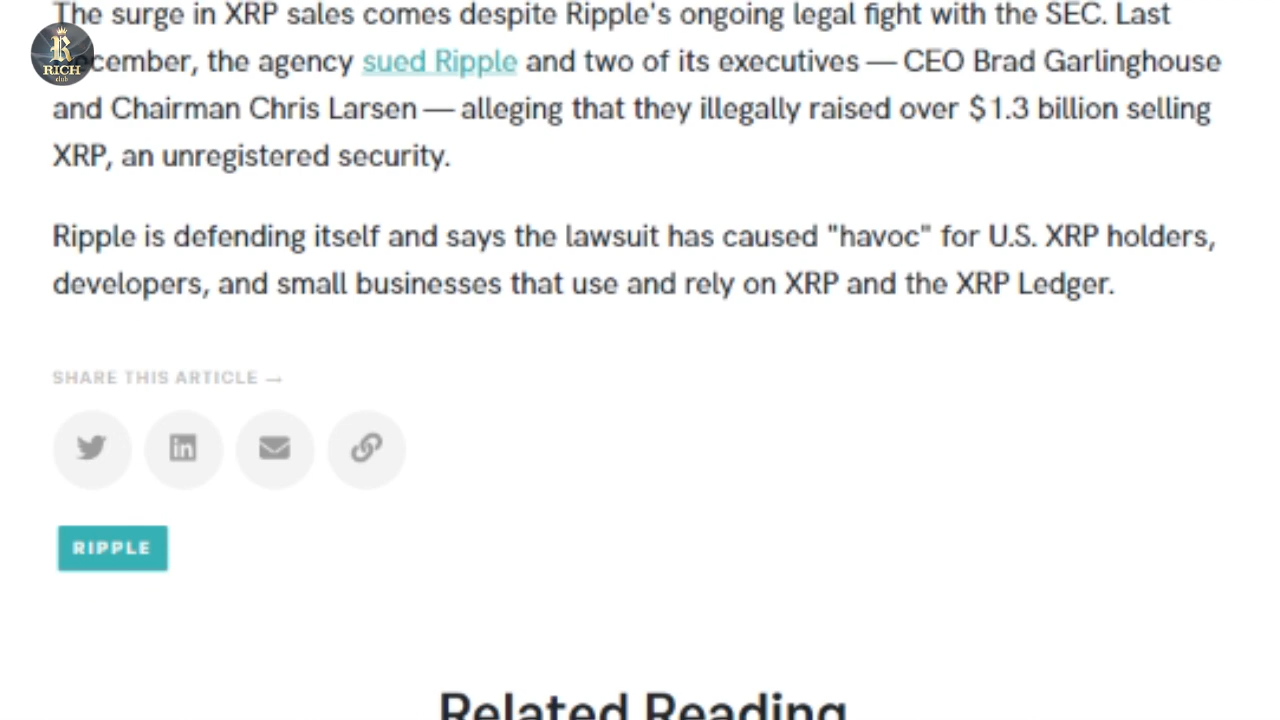 The surge in XRP sales comes despite Ripple's ongoing legal fight with the SEC. Last
cember, the agency sued Ripple and two of its executives — CEO Brad Garlinghouse
and Chairman Chris Larsen — alleging that they illegally raised over $1.3 billion selling
XRP, an unregistered security.
Ripple is defending itself and says the lawsuit has caused "havoc" for U.S. XRP holders,
developers, and small businesses that use and rely on XRP and the XRP Ledger.
SHARE THIS ARTICLE →
RIPPLE
Related Reading
R
RICH
club